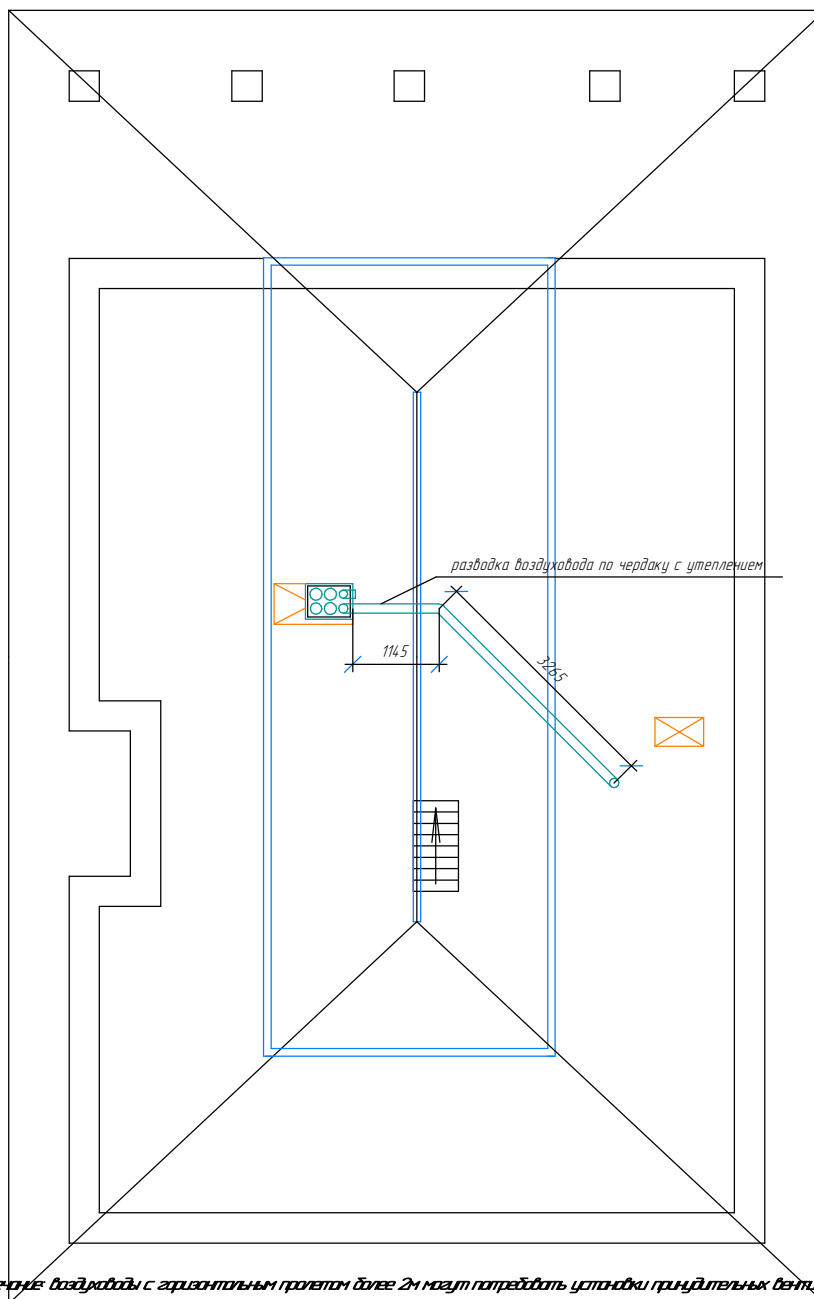 разводка воздуховода по чердаку с утеплением
1145
3265
воздуховоды с горизонтальным пролетом более 2м могут потребовать установки принудительных